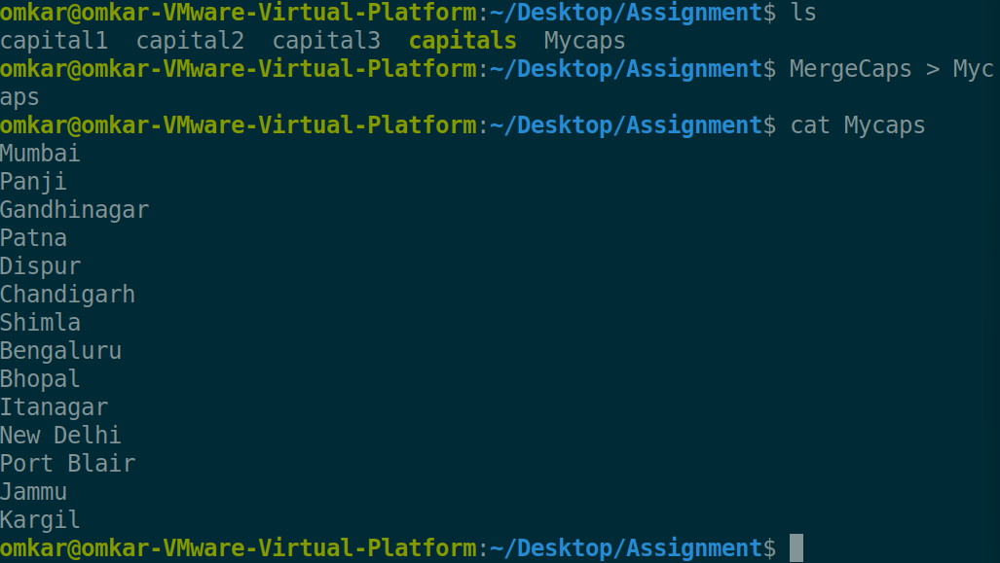 omkar@omkar-VMware-Virtual-Platform:~/Desktop/Assignment$ ls
capital1  capital2  capital3  capitals  Mycaps
omkar@omkar-VMware-Virtual-Platform:~/Desktop/Assignment$ MergeCaps > Myc
aps
omkar@omkar-VMware-Virtual-Platform:~/Desktop/Assignment$ cat Mycaps
Mumbai
Panji
Gandhinagar
Patna
Dispur
Chandigarh
Shimla
Bengaluru
Bhopal
Itanagar
New Delhi
Port Blair
Jammu
Kargil
omkar@omkar-VMware-Virtual-Platform:~/Desktop/Assignment$